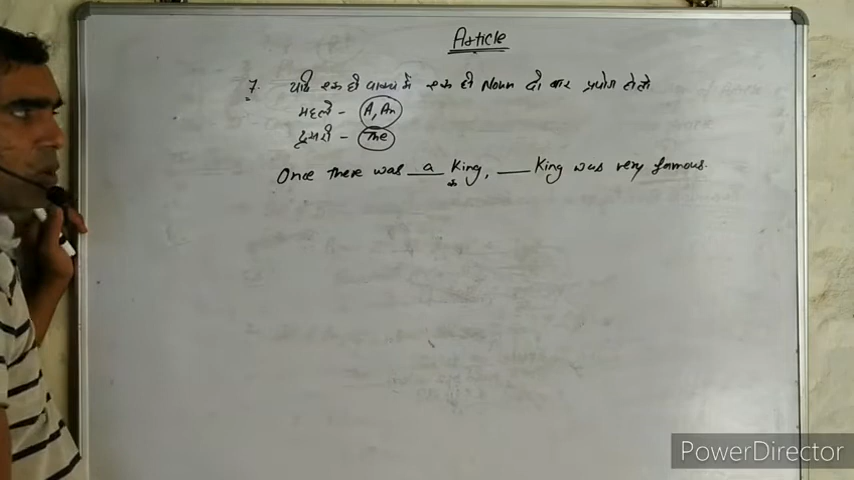 Article
7. यदि एक ही वाक्य में एक ही Noun दो बार प्रयोग हो तो
पहले - A, An
दूसरी - The
Once there was a King, ___ King was very famous.
PowerDirector